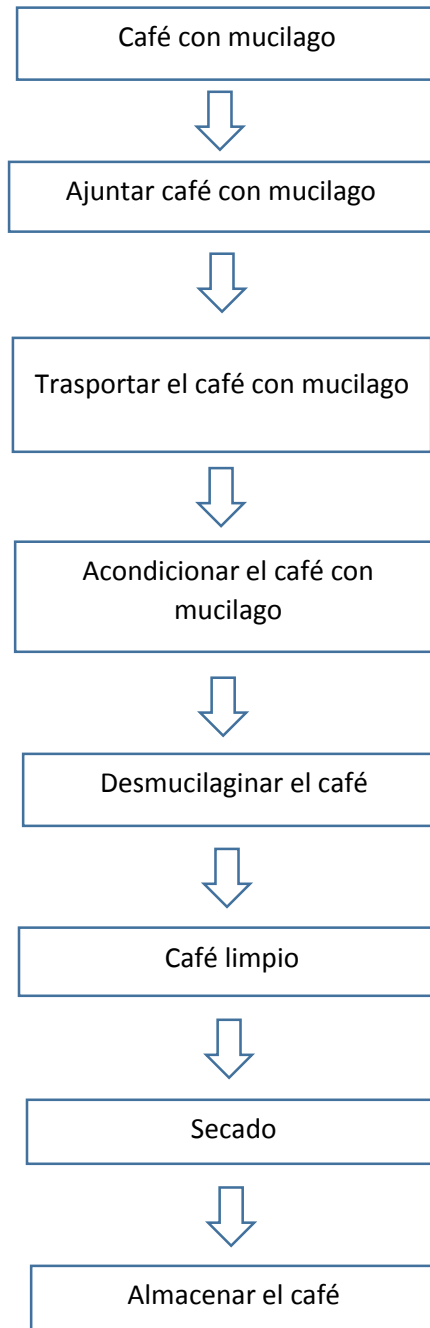 Café con mucilago
Ajuntar café con mucilago
Trasportar el café con mucilago
Acondicionar el café con
mucilago
Desmucilaginar el café
Café limpio
Secado
Almacenar el café